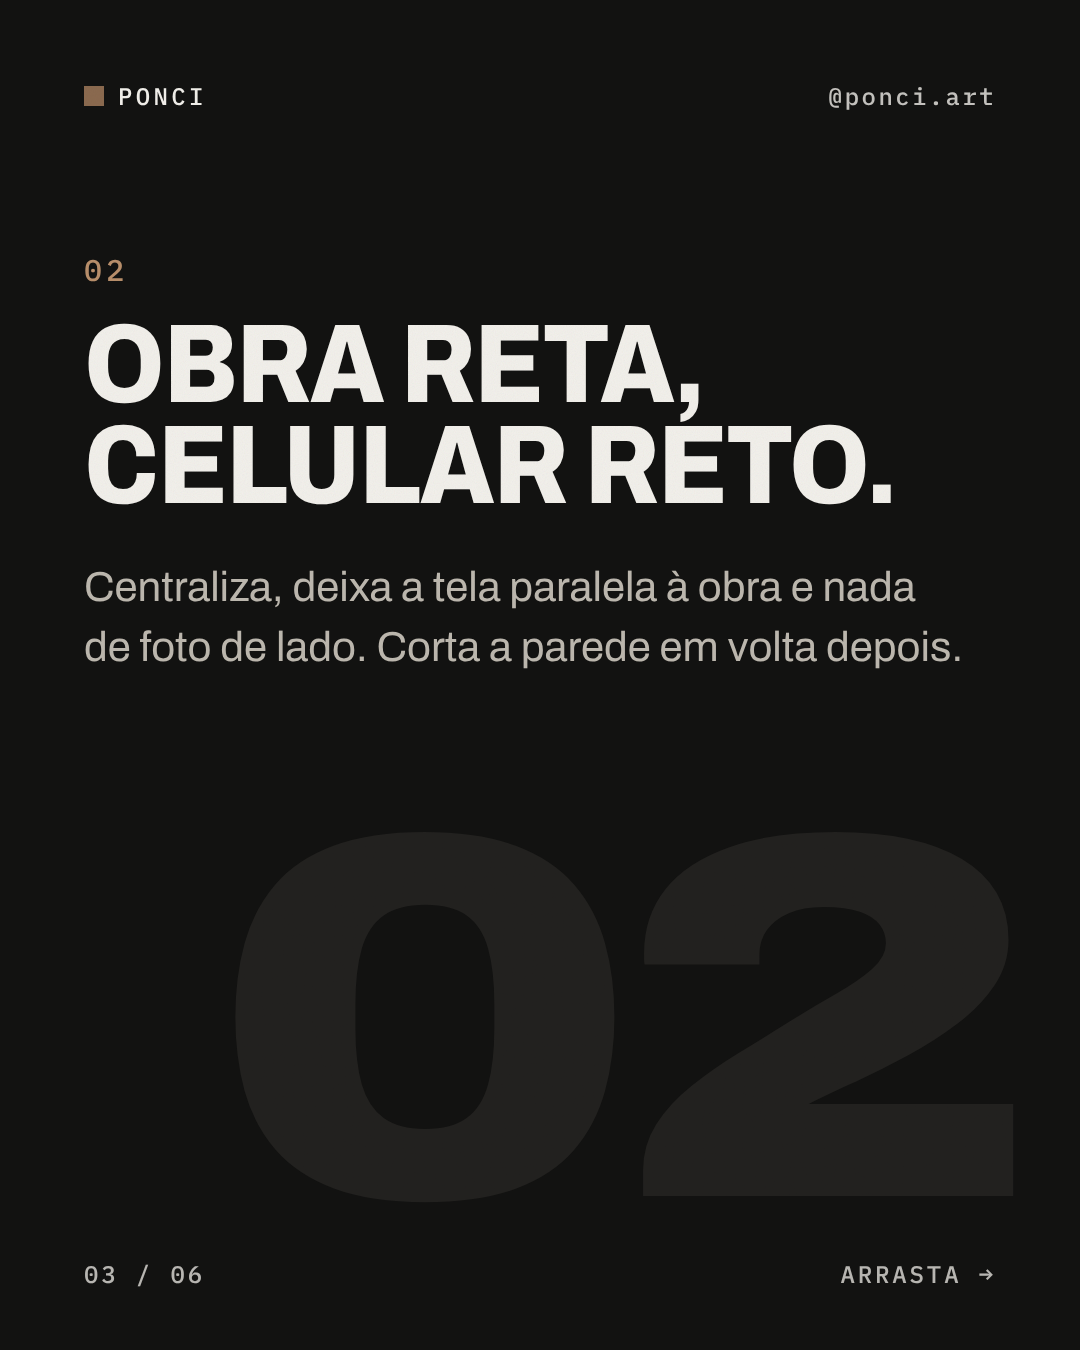 PONCI
@ponci.art
02
OBRA RETA,
CELULAR RETO.
Centraliza, deixa a tela paralela à obra e nada
de foto de lado. Corta a parede em volta depois.
02
03 / 06
ARRASTA →